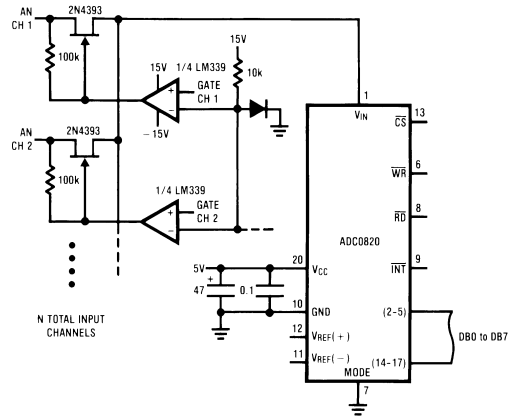 AN
CH 1
2N4393
100k
15V
1/4 LM339
+
−
GATE
CH 1
−15V
15V
10k
AN
CH 2
2N4393
100k
1/4 LM339
+
−
GATE
CH 2
N TOTAL INPUT
CHANNELS
5V
+
47
0.1
1
VIN
13
CS
6
WR
8
RD
ADC0820
9
INT
20
VCC
10
GND
(2-5)
12
VREF(+)
DB0 to DB7
11
VREF(−)
(14-17)
MODE
7